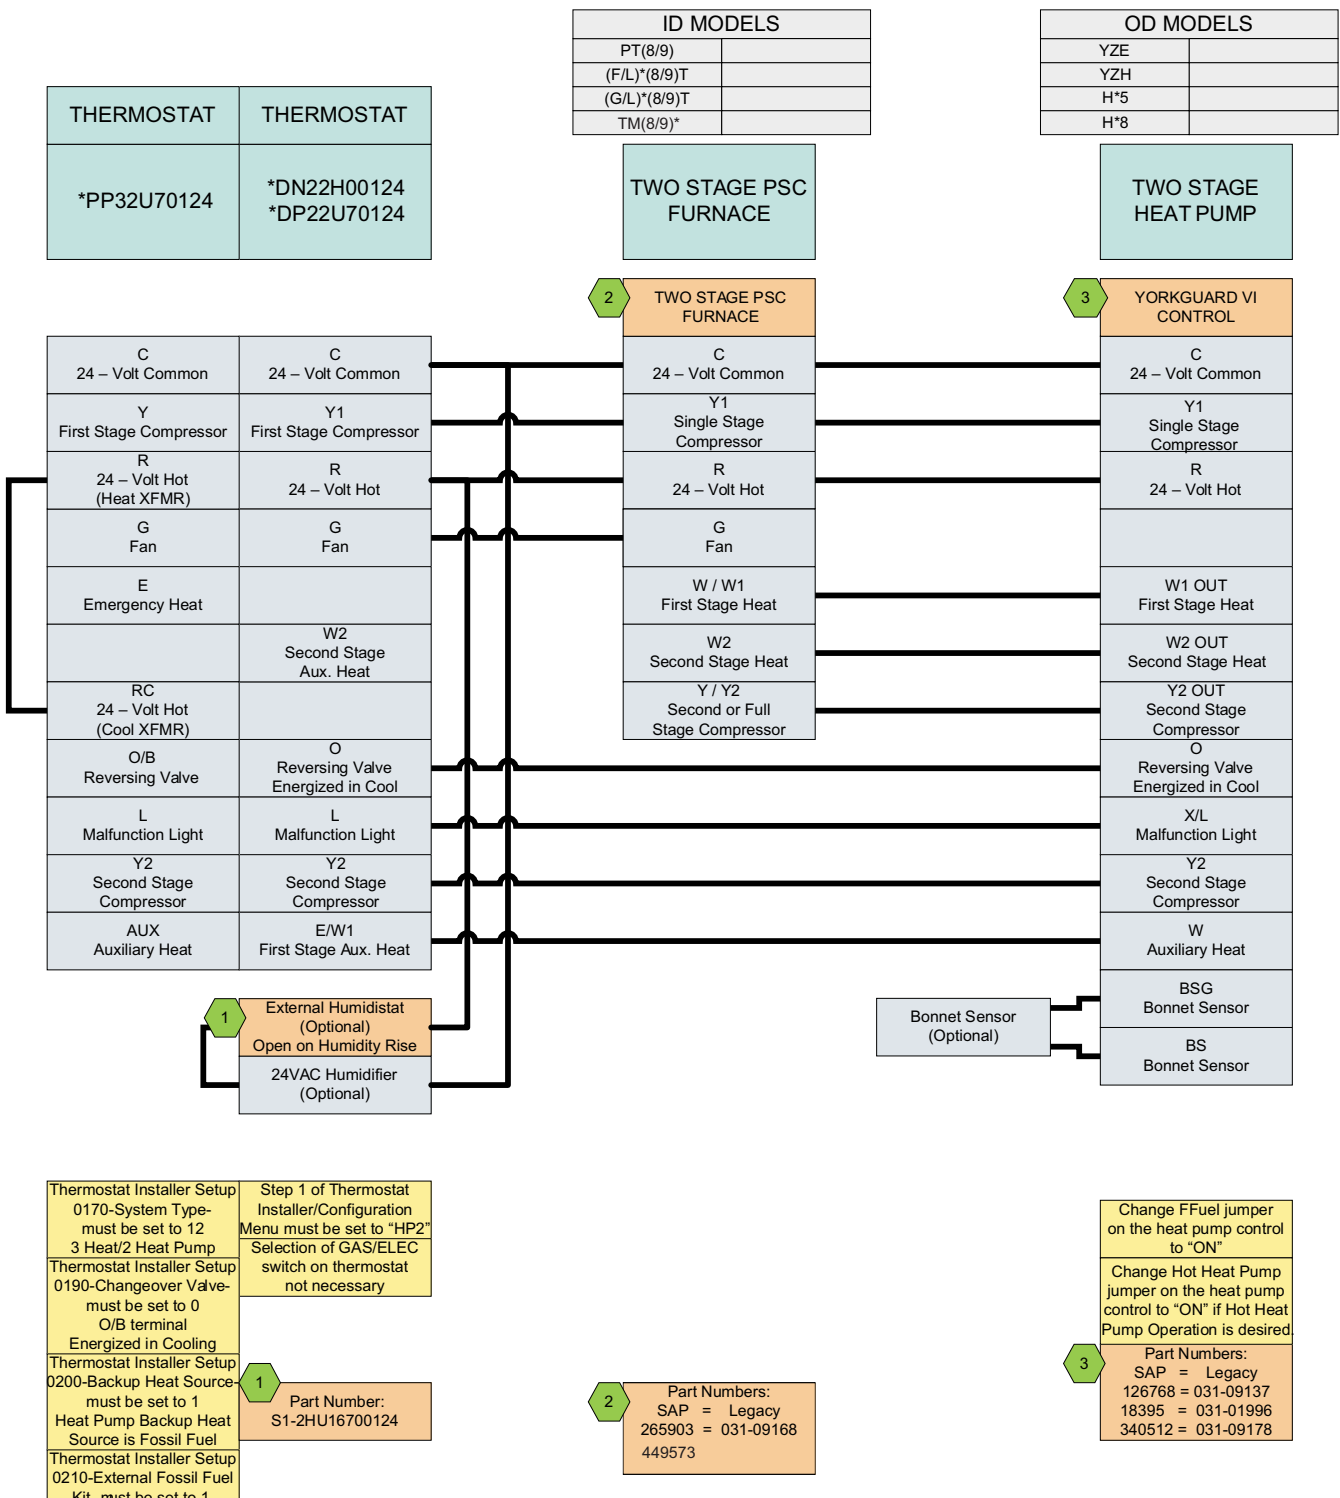 ID MODELS
PT(8/9)
(F/L)*(8/9)T
(G/L)*(8/9)T
TM(8/9)*
OD MODELS
YZE
YZH
H*5
H*8
THERMOSTAT
THERMOSTAT
*PP32U70124
*DN22H00124
*DP22U70124
TWO STAGE PSC
FURNACE
TWO STAGE
HEAT PUMP
2
TWO STAGE PSC
FURNACE
3
YORKGUARD VI
CONTROL
C
24 – Volt Common
C
24 – Volt Common
C
24 – Volt Common
C
24 – Volt Common
Y
First Stage Compressor
Y1
First Stage Compressor
Y1
Single Stage
Compressor
Y1
Single Stage
Compressor
R
24 – Volt Hot
(Heat XFMR)
R
24 – Volt Hot
R
24 – Volt Hot
R
24 – Volt Hot
G
Fan
G
Fan
G
Fan
E
Emergency Heat
W / W1
First Stage Heat
W1 OUT
First Stage Heat
W2
Second Stage
Aux. Heat
W2
Second Stage Heat
W2 OUT
Second Stage Heat
RC
24 – Volt Hot
(Cool XFMR)
Y / Y2
Second or Full
Stage Compressor
Y2 OUT
Second Stage
Compressor
O/B
Reversing Valve
O
Reversing Valve
Energized in Cool
O
Reversing Valve
Energized in Cool
L
Malfunction Light
L
Malfunction Light
X/L
Malfunction Light
Y2
Second Stage
Compressor
Y2
Second Stage
Compressor
Y2
Second Stage
Compressor
AUX
Auxiliary Heat
E/W1
First Stage Aux. Heat
W
Auxiliary Heat
1
External Humidistat
(Optional)
Open on Humidity Rise
24VAC Humidifier
(Optional)
Bonnet Sensor
(Optional)
BSG
Bonnet Sensor
BS
Bonnet Sensor
Thermostat Installer Setup
0170-System Type-
must be set to 12
3 Heat/2 Heat Pump
Thermostat Installer Setup
0190-Changeover Valve-
must be set to 0
O/B terminal
Energized in Cooling
Thermostat Installer Setup
0200-Backup Heat Source-
must be set to 1
Heat Pump Backup Heat
Source is Fossil Fuel
Thermostat Installer Setup
0210-External Fossil Fuel
Kit- must be set to 1
Step 1 of Thermostat
Installer/Configuration
Menu must be set to “HP2”
Selection of GAS/ELEC
switch on thermostat
not necessary
1
Part Number:
S1-2HU16700124
2
Part Numbers:
SAP = Legacy
265903 = 031-09168
449573
Change FFuel jumper
on the heat pump control
to “ON”
Change Hot Heat Pump
jumper on the heat pump
control to “ON” if Hot Heat
Pump Operation is desired.
3
Part Numbers:
SAP = Legacy
126768 = 031-09137
18395 = 031-01996
340512 = 031-09178